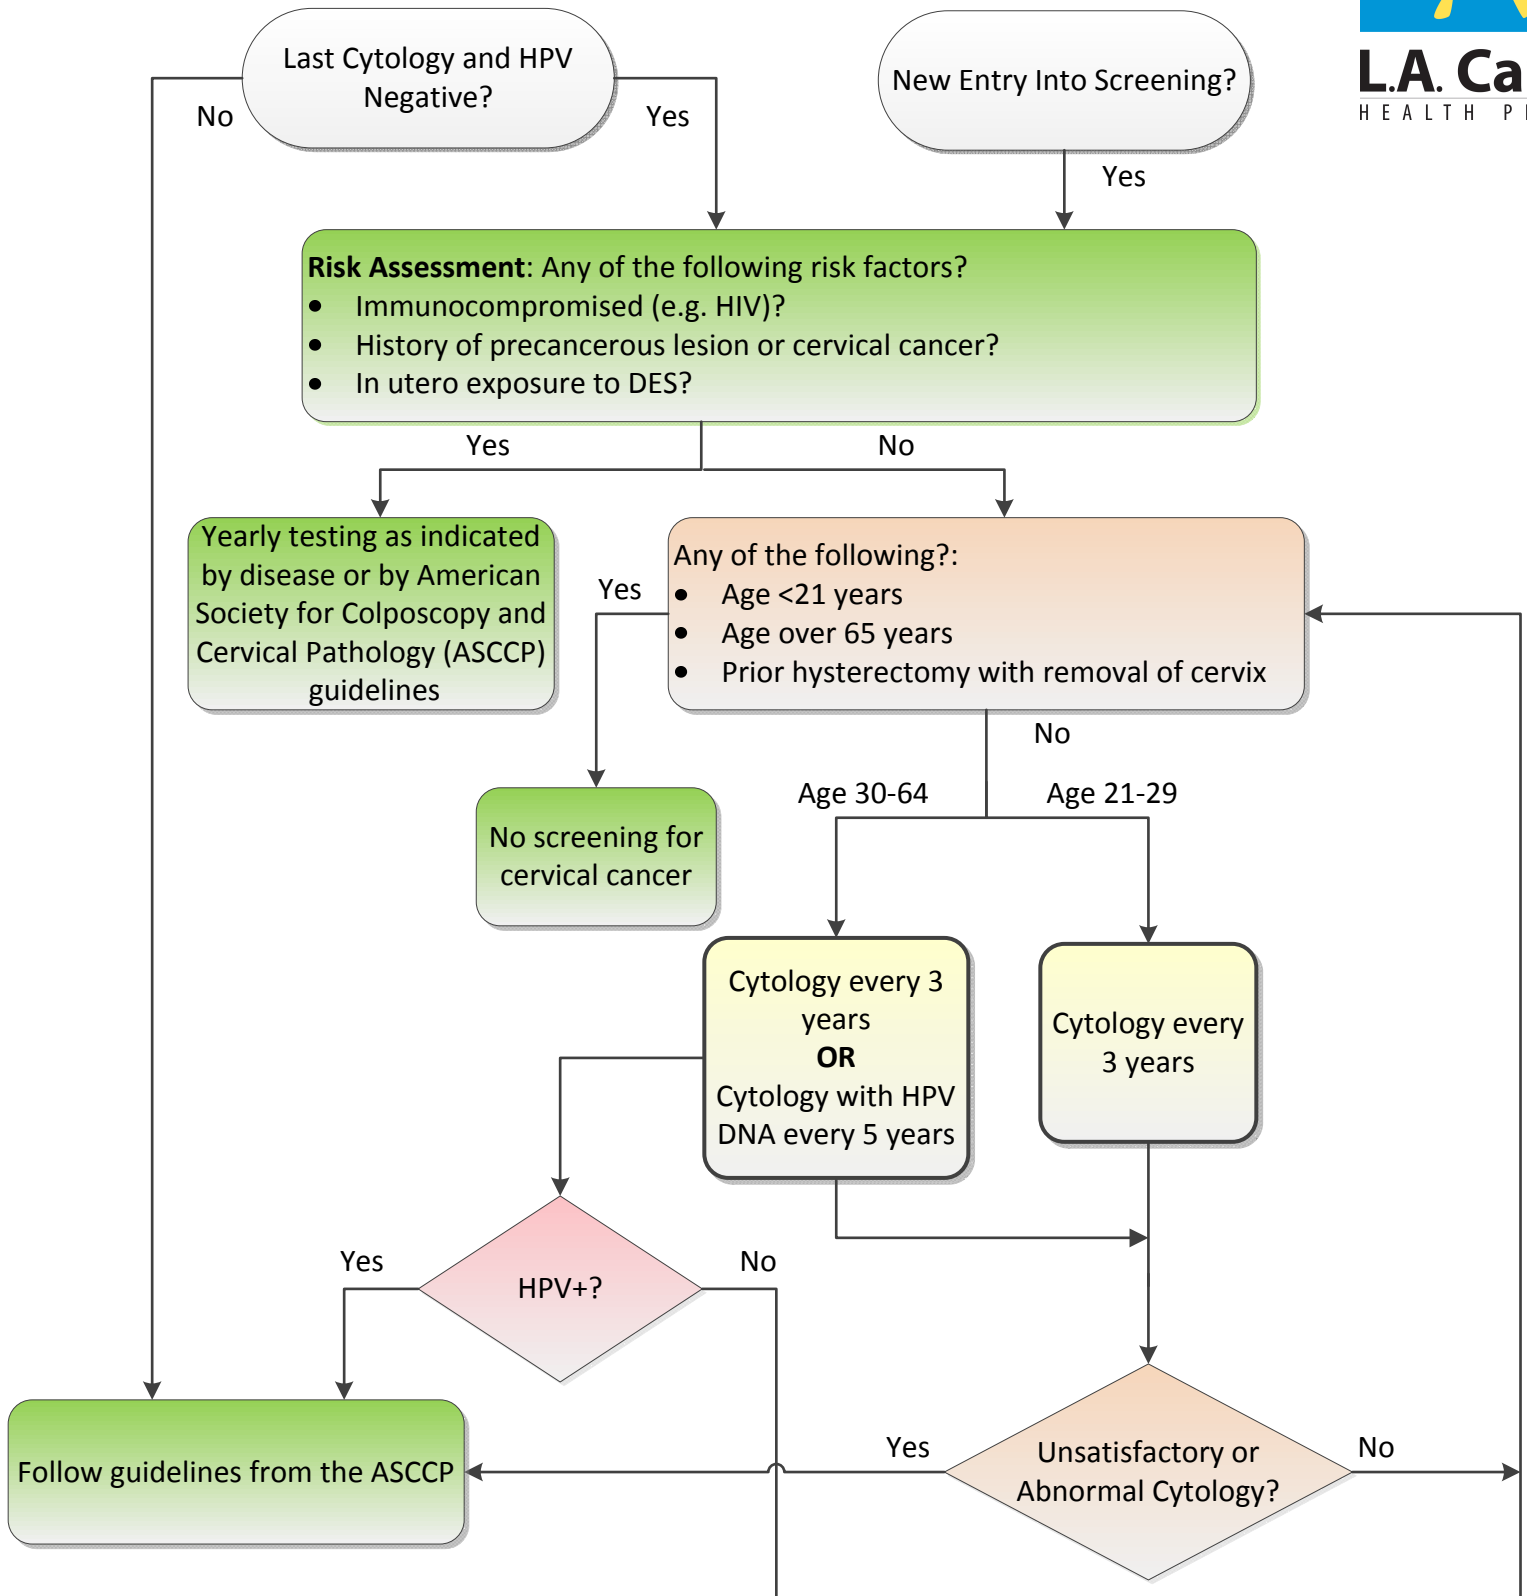 L.A. Ca
HEALTH
Last Cytology and HPV
Negative?
New Entry Into Screening?
No
Yes
Yes
Risk Assessment: Any of the following risk factors?
• Immunocompromised (e.g. HIV)?
• History of precancerous lesion or cervical cancer?
• In utero exposure to DES?
Yes
No
Yearly testing as indicated
by disease or by American
Society for Colposcopy and
Cervical Pathology (ASCCP)
guidelines
Yes
Any of the following?:
• Age <21 years
• Age over 65 years
• Prior hysterectomy with removal of cervix
No
No screening for
cervical cancer
Age 30-64
Age 21-29
Cytology every 3
years
OR
Cytology with HPV
DNA every 5 years
Cytology every
3 years
Yes
HPV+?
No
Follow guidelines from the ASCCP
Yes
Unsatisfactory or
Abnormal Cytology?
No